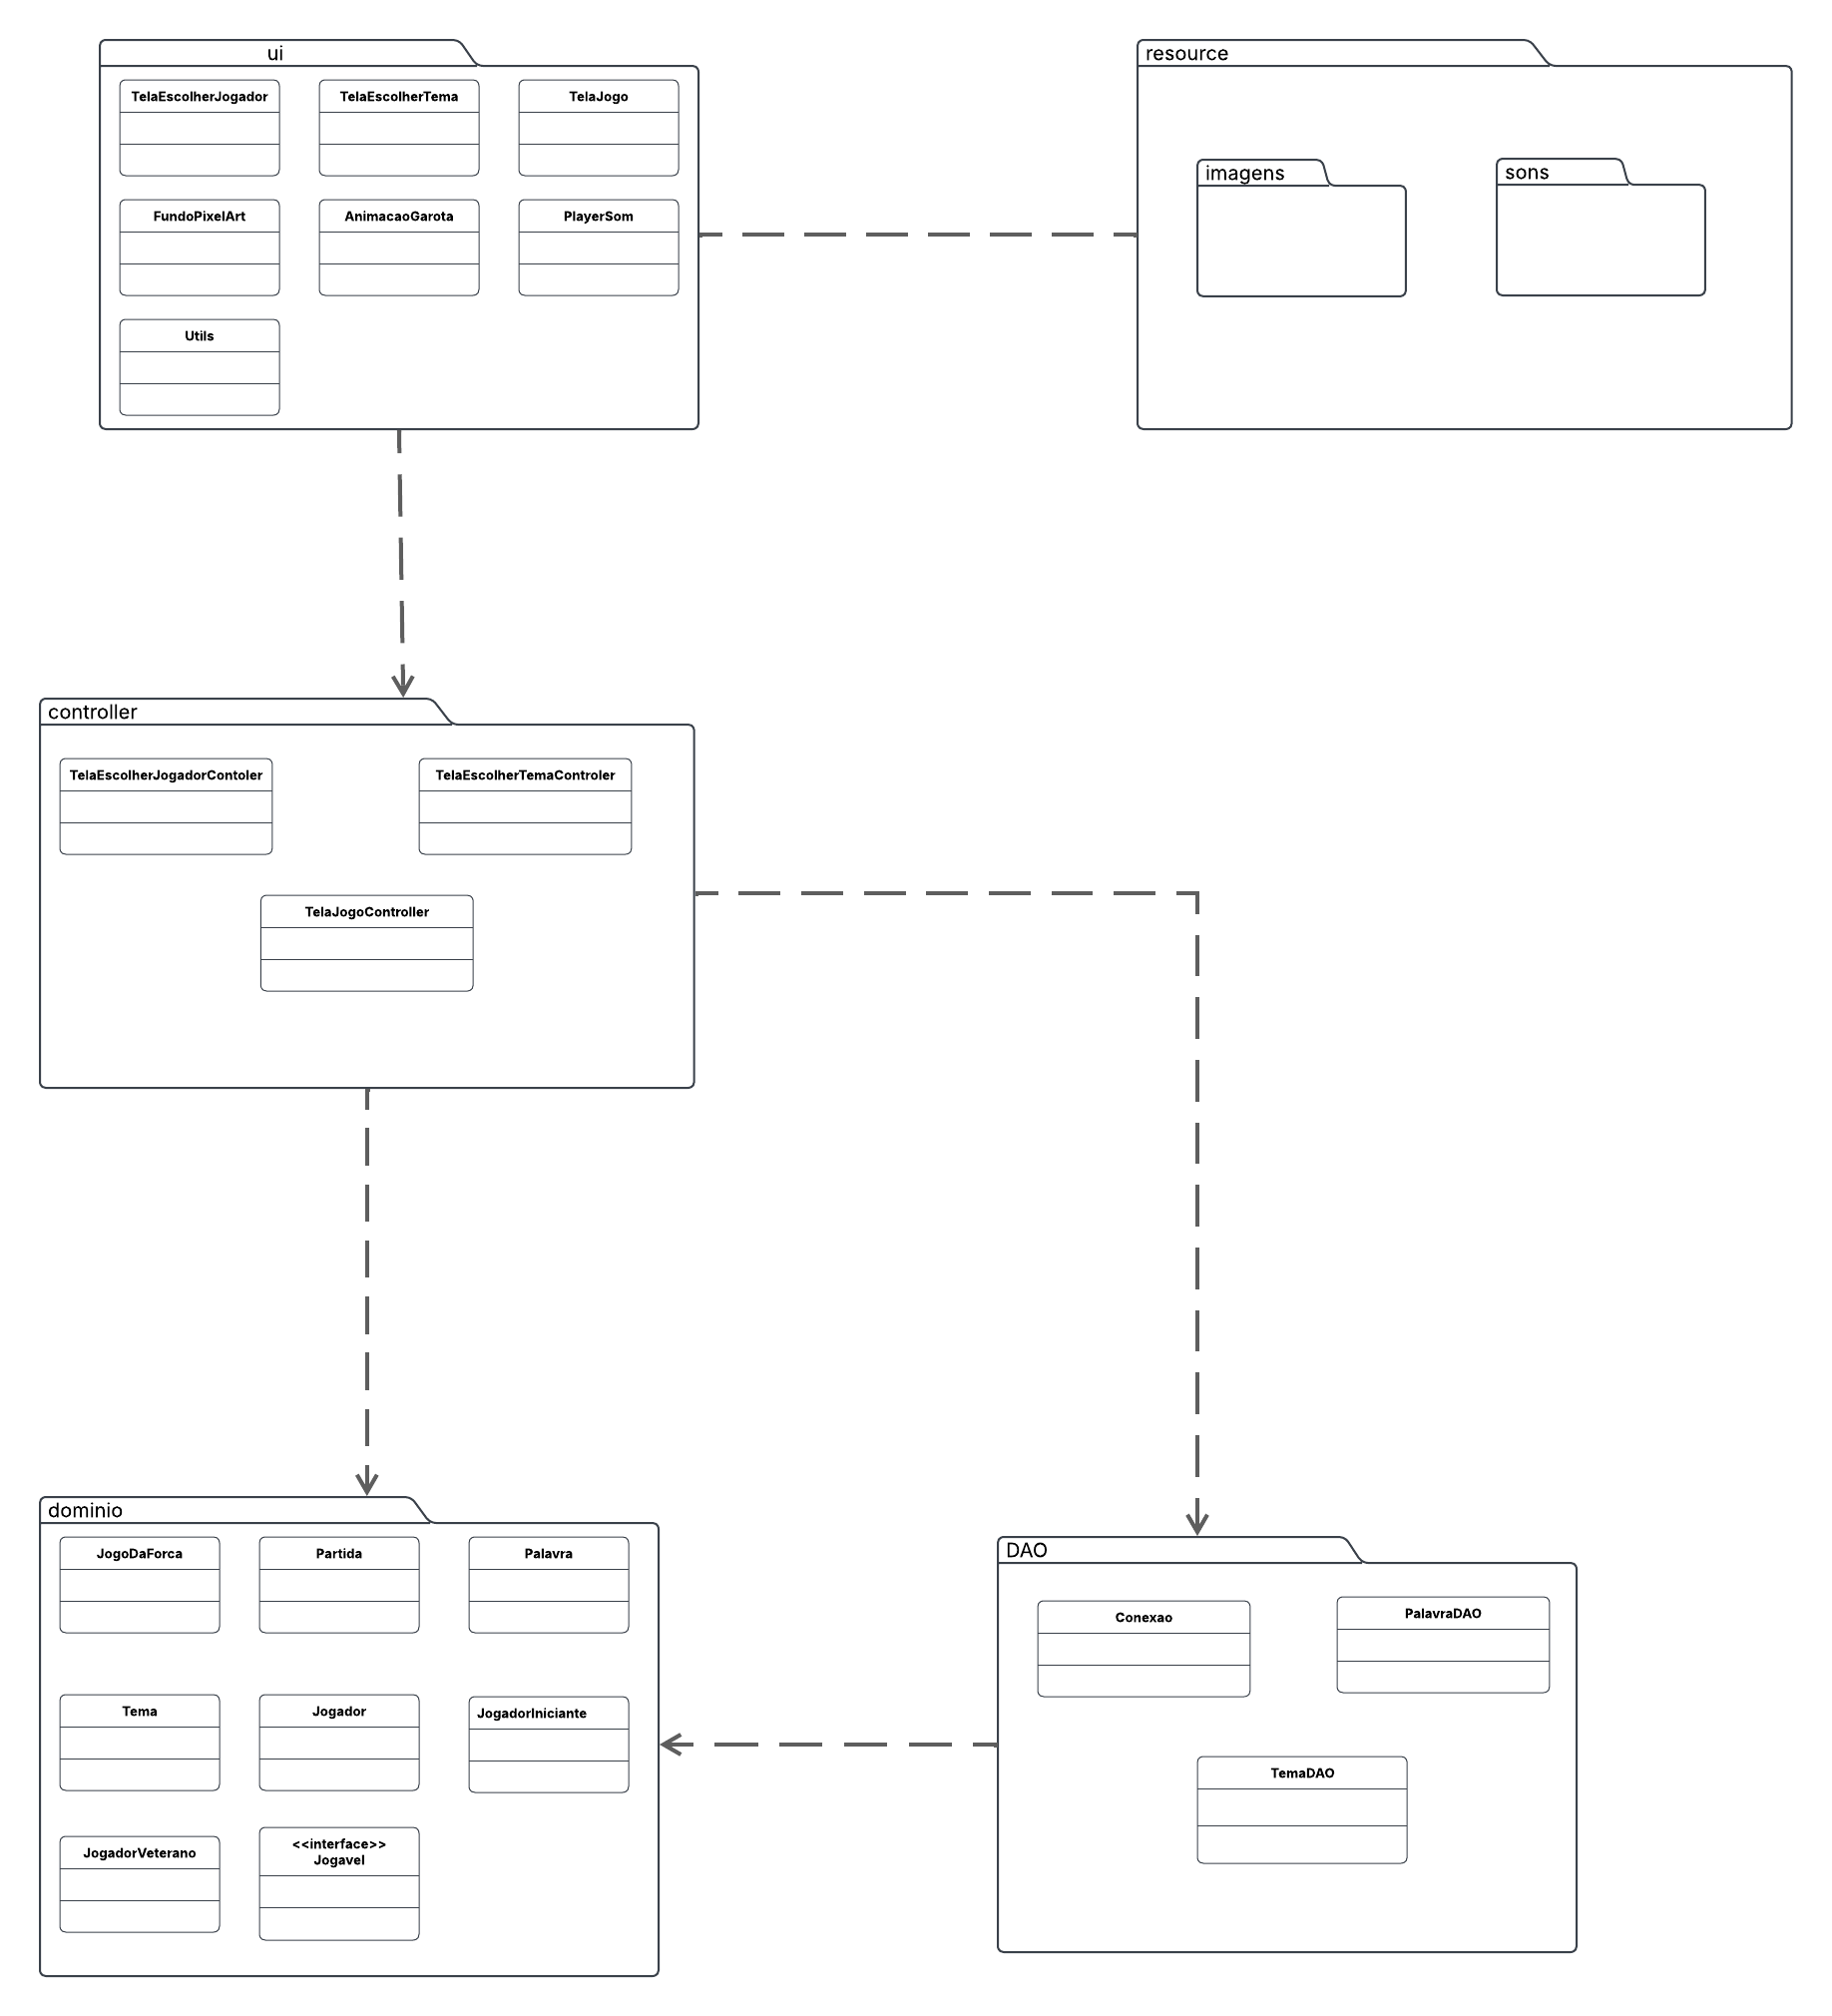 ui
TelaEscolherJogador
TelaEscolherTema
TelaJogo
FundoPixelArt
AnimacaoGarota
PlayerSom
Utils
resource
imagens
sons
controller
TelaEscolherJogadorContoler
TelaEscolherTemaControler
TelaJogoController
dominio
JogoDaForca
Partida
Palavra
Tema
Jogador
JogadorIniciante
JogadorVeterano
<<interface>>
Jogavel
DAO
Conexao
PalavraDAO
TemaDAO